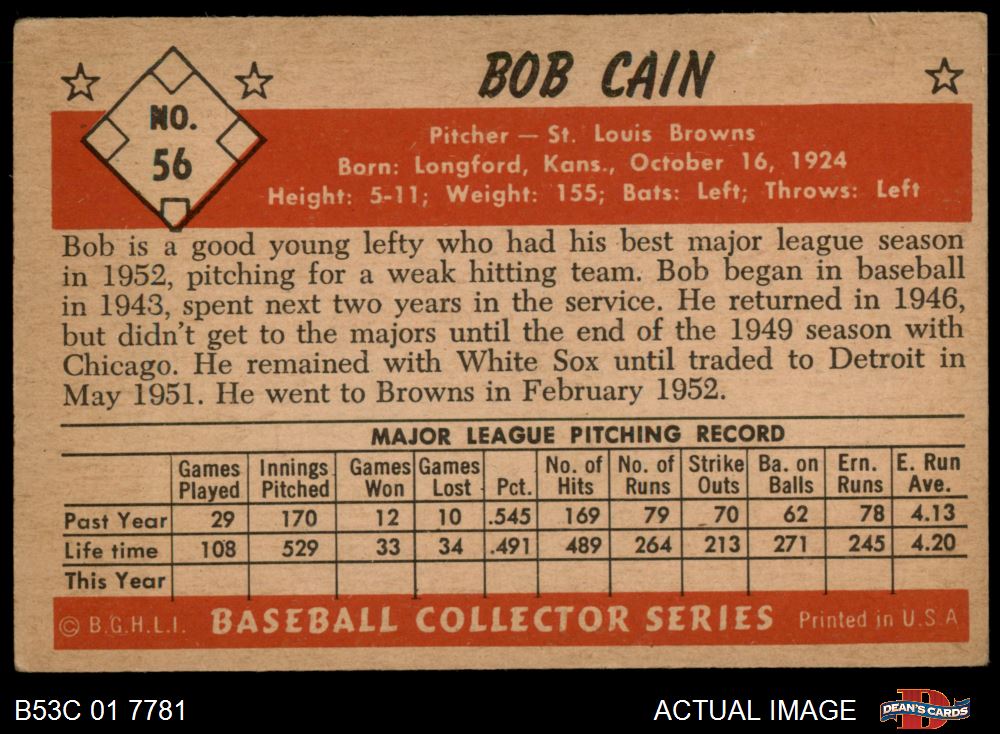 BOB CAIN
NO.
56
Pitcher — St. Louis Browns
Born: Longford, Kans., October 16, 1924
Height: 5-11; Weight: 155; Bats: Left; Throws: Left
Bob is a good young lefty who had his best major league season
in 1952, pitching for a weak hitting team. Bob began in baseball
in 1943, spent next two years in the service. He returned in 1946,
but didn't get to the majors until the end of the 1949 season with
Chicago. He remained with White Sox until traded to Detroit in
May 1951. He went to Browns in February 1952.
MAJOR LEAGUE PITCHING RECORD
Games Played Innings Pitched Games Won Games Lost Pct. No. of Hits No. of Runs Strike Outs Ba. on Balls Ern. Runs E. Run Ave.
Past Year 29 170 12 10 .545 169 79 70 62 78 4.13
Life time 108 529 33 34 .491 489 264 213 271 245 4.20
This Year
© B.G.H.L.I. BASEBALL COLLECTOR SERIES Printed in U.S.A
B53C 01 7781 ACTUAL IMAGE DEAN'S CARDS